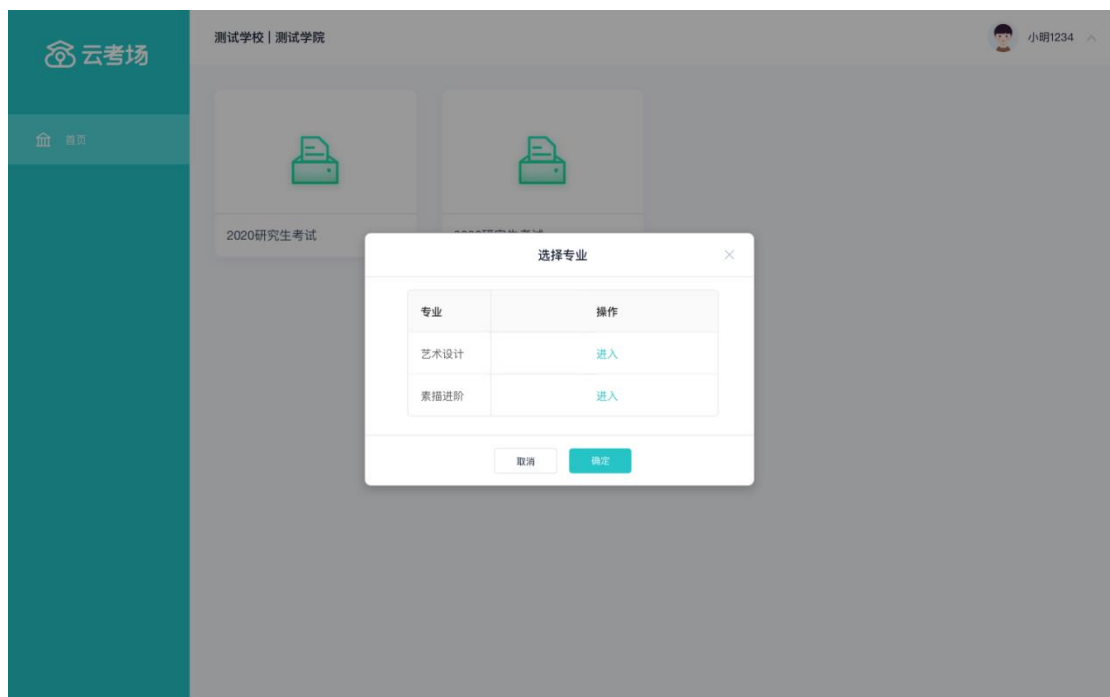 云考场
测试学校 | 测试学院
小明1234
首页
2020研究生考试
选择专业
专业 操作
艺术设计 进入
素描进阶 进入
取消 确定